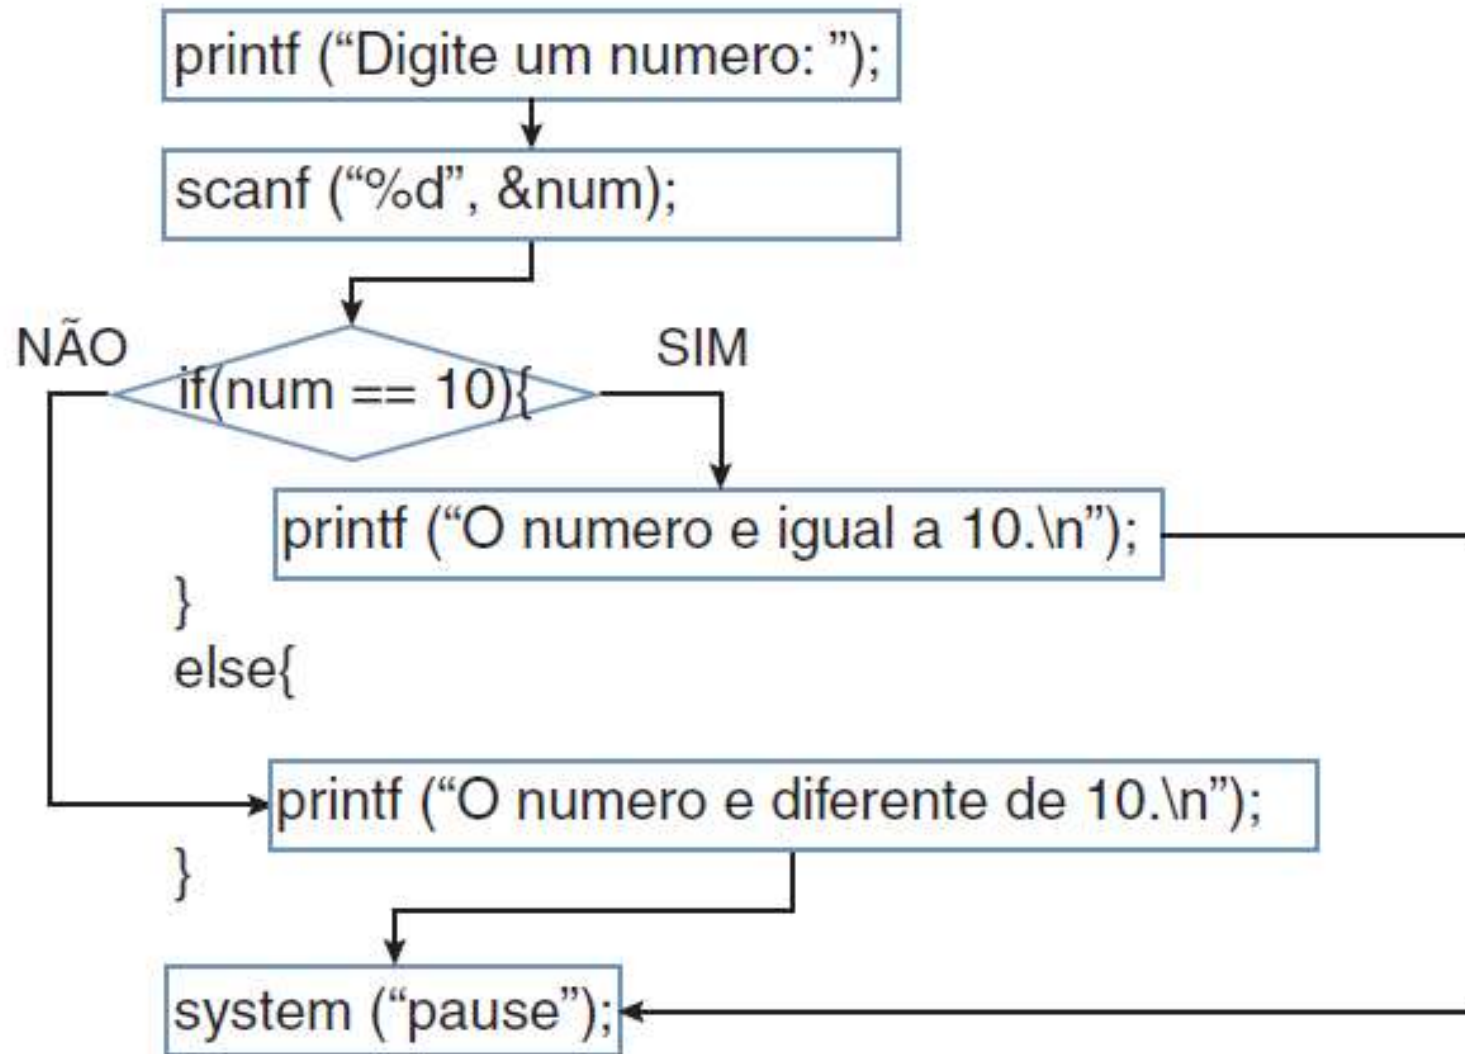 printf (“Digite um numero: ”);
scanf (“%d”, &num);
NÃO
SIM
if(num == 10){
printf (“O numero e igual a 10.\n”);
}
else{
printf (“O numero e diferente de 10.\n”);
}
system (“pause”);